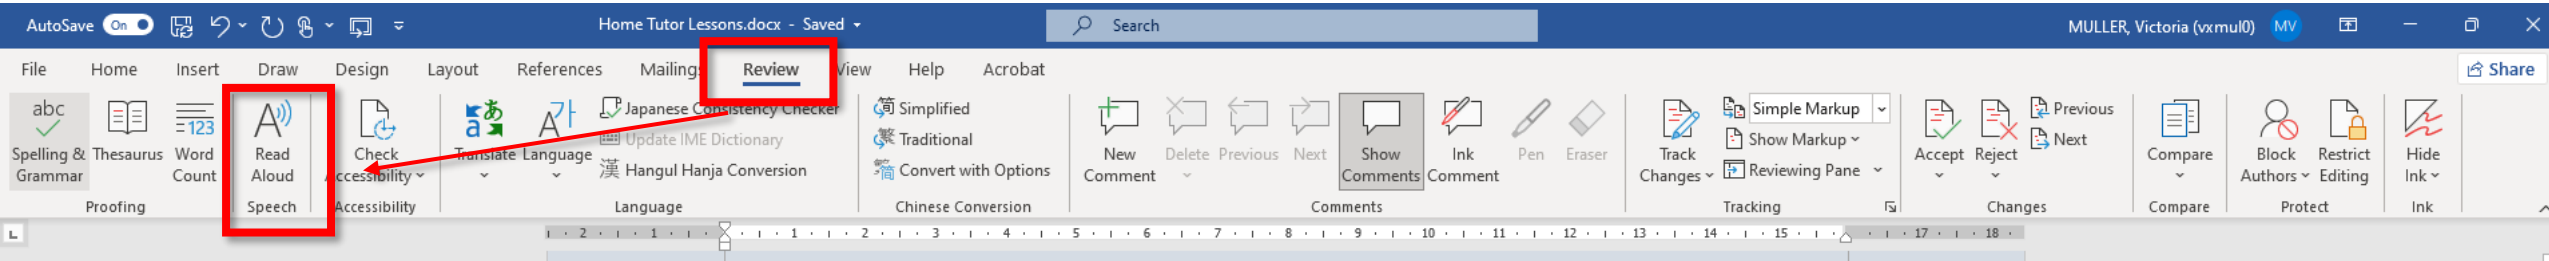 AutoSave On Home Tutor Lessons.docx - Saved Search MULLER, Victoria (vxmul0) MV
File Home Insert Draw Design Layout References Mailings Review View Help Acrobat Share
abc
Spelling & Grammar
Thesaurus
123
Word Count
Proofing
Read Aloud
Speech
Check Accessibility
Accessibility
Translate
Language
Japanese Consistency Checker
Update IME Dictionary
漢 Hangul Hanja Conversion
Language
Simplified
Traditional
Convert with Options
Chinese Conversion
New Comment
Delete
Previous
Next
Show Comments
Ink Comment
Pen
Eraser
Comments
Track Changes
Simple Markup
Show Markup
Reviewing Pane
Tracking
Accept
Reject
Previous
Next
Changes
Compare
Compare
Block Authors
Restrict Editing
Protect
Hide Ink
Ink
2 1 1 2 3 4 5 6 7 8 9 10 11 12 13 14 15 17 18